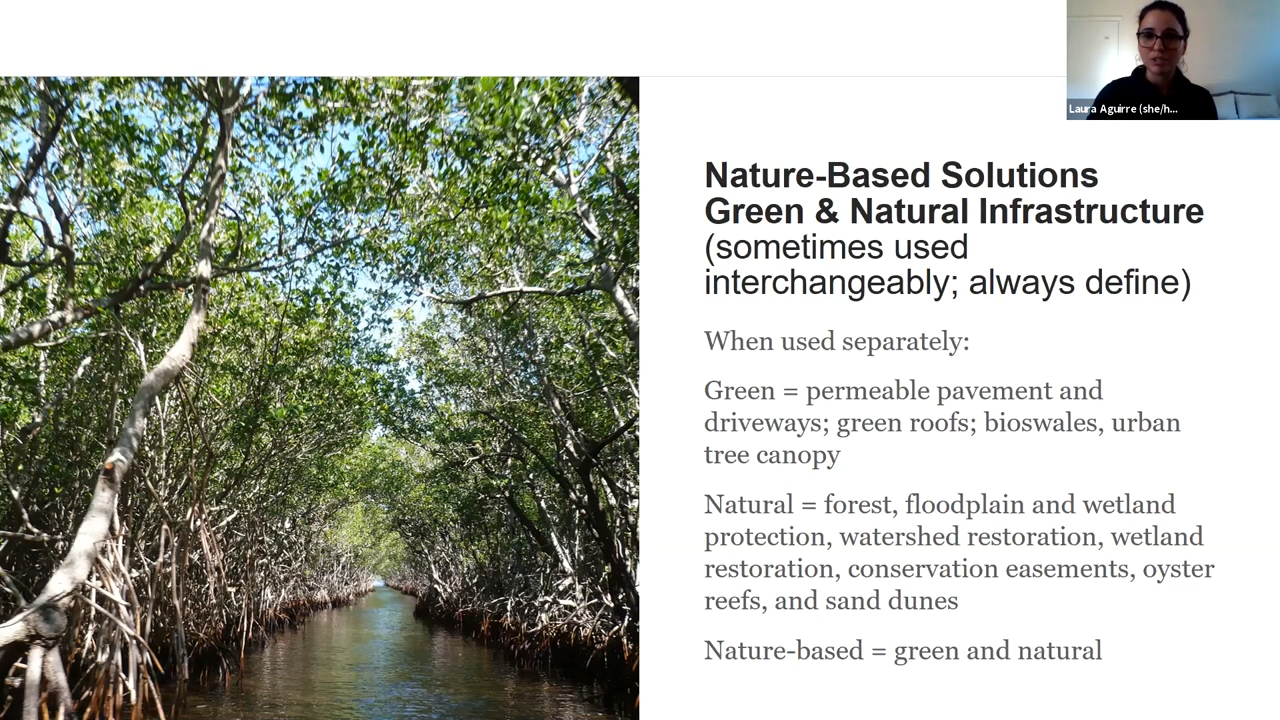 Laura Aguirre (she/h...
Nature-Based Solutions
Green & Natural Infrastructure
(sometimes used
interchangeably; always define)
When used separately:
Green = permeable pavement and
driveways; green roofs; bioswales, urban
tree canopy
Natural = forest, floodplain and wetland
protection, watershed restoration, wetland
restoration, conservation easements, oyster
reefs, and sand dunes
Nature-based = green and natural